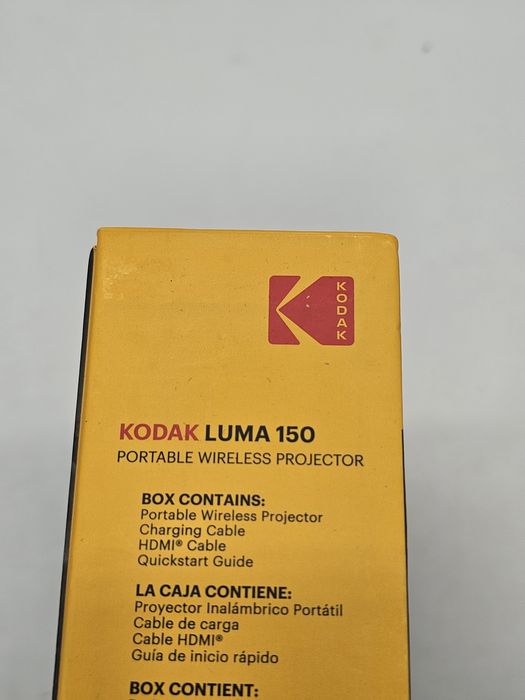 KODAK
KODAK LUMA 150
PORTABLE WIRELESS PROJECTOR
BOX CONTAINS:
Portable Wireless Projector
Charging Cable
HDMI® Cable
Quickstart Guide
LA CAJA CONTIENE:
Proyector Inalámbrico Portátil
Cable de carga
Cable HDMI®
Guía de inicio rápido
BOX CONTIENT: